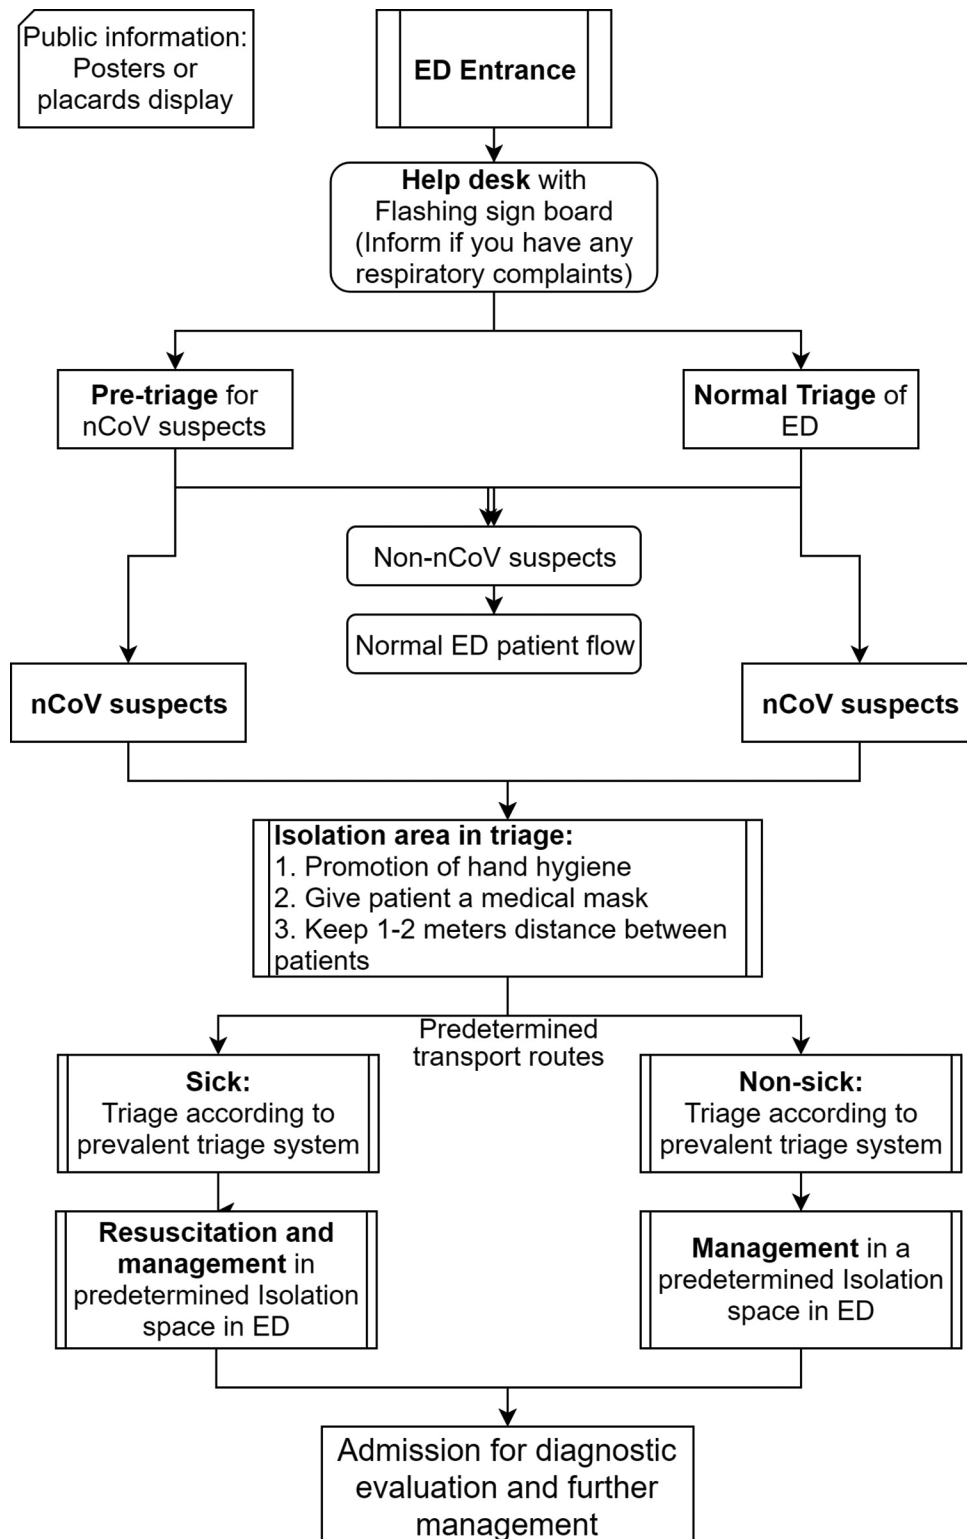 Public information:
Posters or
placards display
ED Entrance
Help desk with
Flashing sign board
(Inform if you have any
respiratory complaints)
Pre-triage for
nCoV suspects
Normal Triage of
ED
Non-nCoV suspects
Normal ED patient flow
nCoV suspects
nCoV suspects
Isolation area in triage:
1. Promotion of hand hygiene
2. Give patient a medical mask
3. Keep 1-2 meters distance between
patients
Predetermined
transport routes
Sick:
Triage according to
prevalent triage system
Non-sick:
Triage according to
prevalent triage system
Resuscitation and
management in
predetermined Isolation
space in ED
Management in a
predetermined Isolation
space in ED
Admission for diagnostic
evaluation and further
management